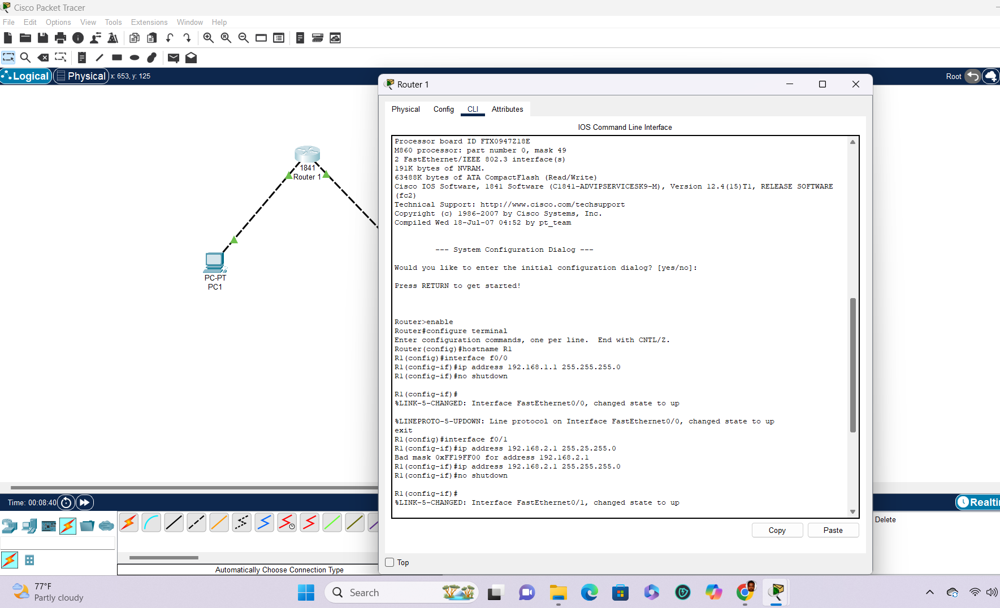 Cisco Packet Tracer
File Edit Options View Tools Extensions Window Help
Logical Physical x: 653, y: 125
Root
1841
Router 1
PC-PT
PC1
Router 1
Physical Config CLI Attributes
IOS Command Line Interface
Processor board ID FTX0947Z18E
M860 processor: part number 0, mask 49
2 FastEthernet/IEEE 802.3 interface(s)
191K bytes of NVRAM.
63488K bytes of ATA CompactFlash (Read/Write)
Cisco IOS Software, 1841 Software (C1841-ADVIPSERVICESK9-M), Version 12.4(15)T1, RELEASE SOFTWARE
(fc2)
Technical Support: http://www.cisco.com/techsupport
Copyright (c) 1986-2007 by Cisco Systems, Inc.
Compiled Wed 18-Jul-07 04:52 by pt_team
--- System Configuration Dialog ---
Would you like to enter the initial configuration dialog? [yes/no]:
Press RETURN to get started!
Router>enable
Router#configure terminal
Enter configuration commands, one per line.  End with CNTL/Z.
Router(config)#hostname R1
R1(config)#interface f0/0
R1(config-if)#ip address 192.168.1.1 255.255.255.0
R1(config-if)#no shutdown
R1(config-if)#
%LINK-5-CHANGED: Interface FastEthernet0/0, changed state to up
%LINEPROTO-5-UPDOWN: Line protocol on Interface FastEthernet0/0, changed state to up
exit
R1(config)#interface f0/1
R1(config-if)#ip address 192.168.2.1 255.25.255.0
Bad mask 0xFF19FF00 for address 192.168.2.1
R1(config-if)#ip address 192.168.2.1 255.255.255.0
R1(config-if)#no shutdown
R1(config-if)#
%LINK-5-CHANGED: Interface FastEthernet0/1, changed state to up
Copy Paste
Top
Time: 00:08:40
Realti
Delete
Automatically Choose Connection Type
77°F
Partly cloudy
Search